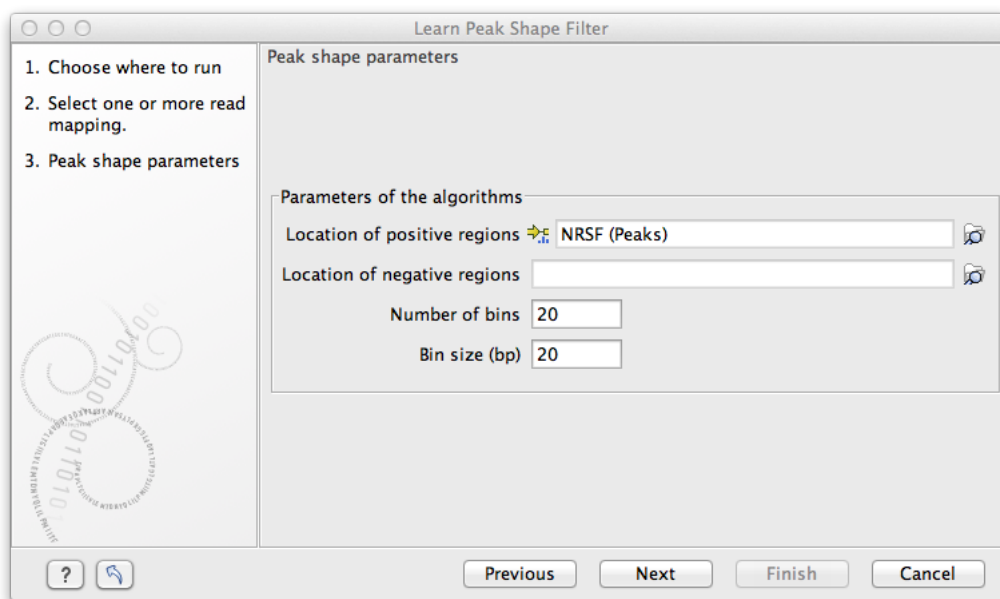 Learn Peak Shape Filter
1. Choose where to run
2. Select one or more read
mapping.
3. Peak shape parameters
Peak shape parameters
Parameters of the algorithms
Location of positive regions NRSF (Peaks)
Location of negative regions
Number of bins 20
Bin size (bp) 20
? Previous Next Finish Cancel